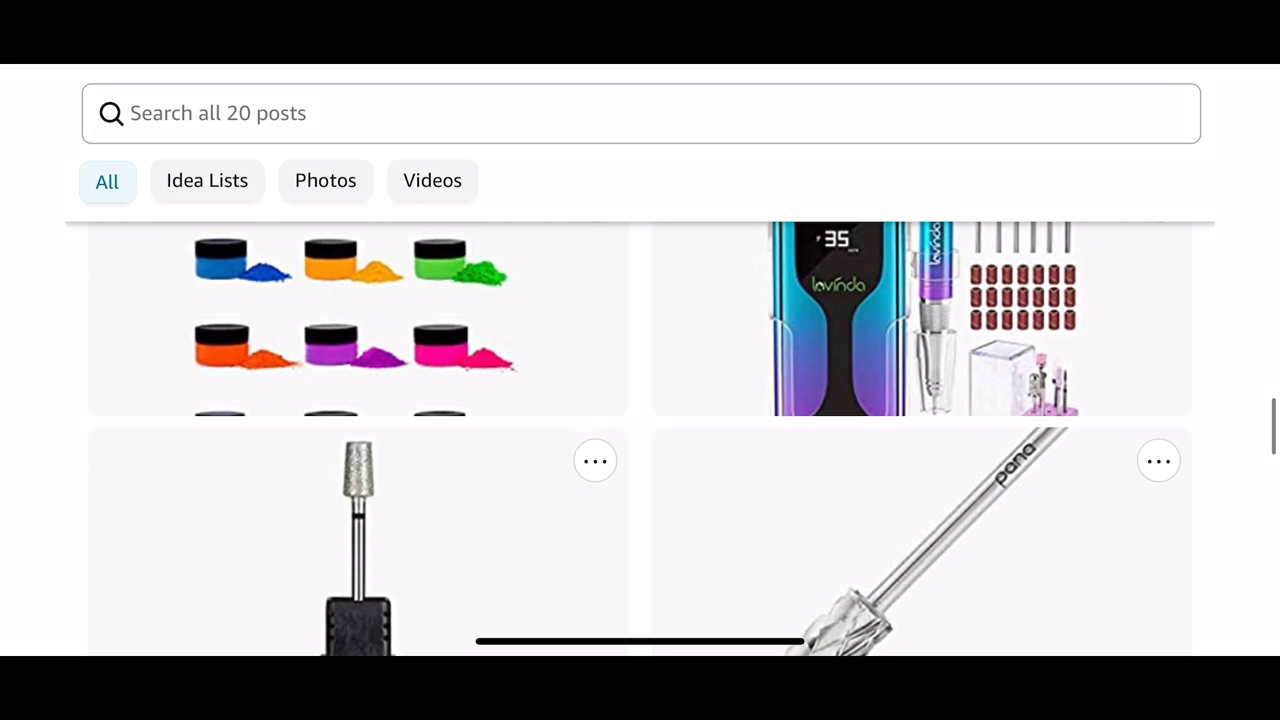 Search all 20 posts
All
Idea Lists
Photos
Videos
F 35
lavinda
lavinda
pana